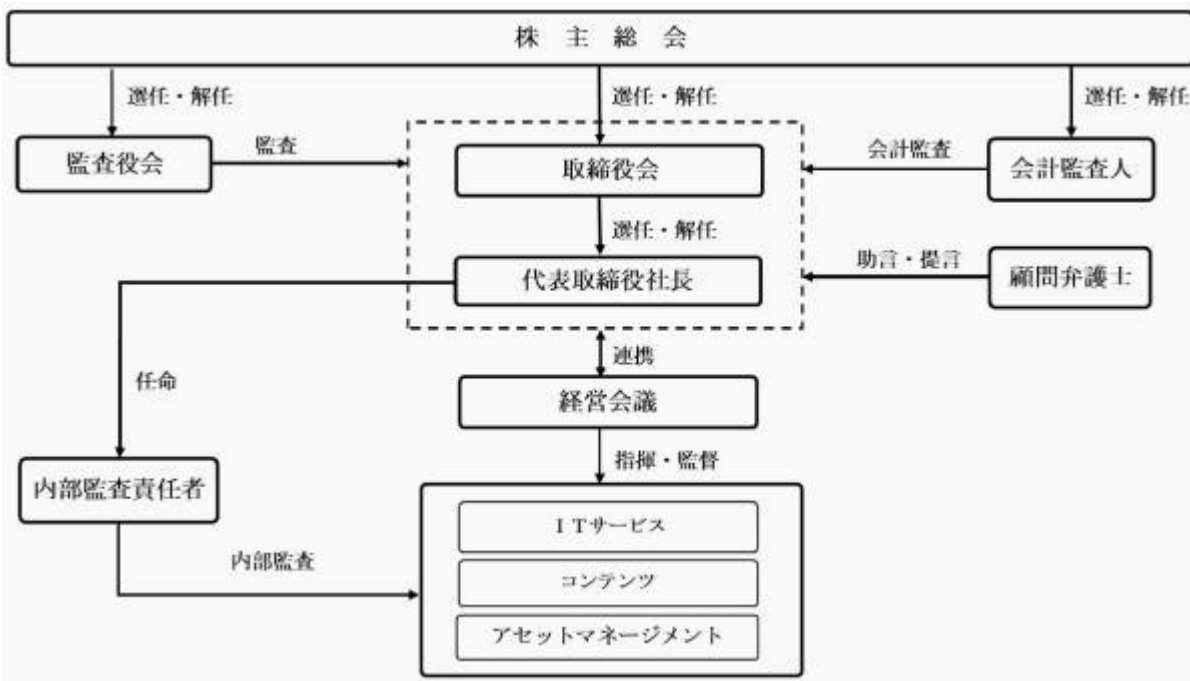 株主総会
選任・解任
選任・解任
選任・解任
監査役会
監査
取締役会
会計監査
会計監査人
選任・解任
代表取締役社長
助言・提言
顧問弁護士
連携
任命
経営会議
指揮・監督
内部監査責任者
ITサービス
内部監査
コンテンツ
アセットマネージメント